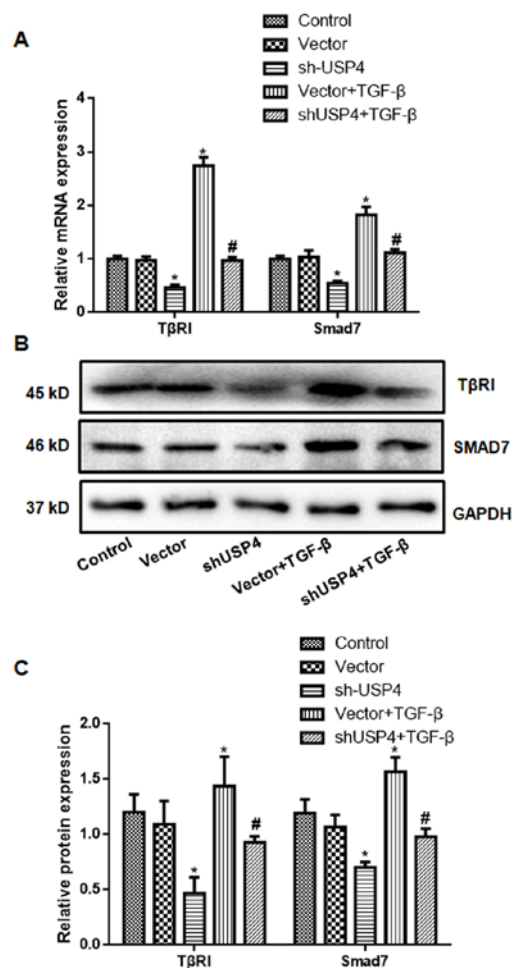 A
Control
Vector
sh-USP4
Vector+TGF-β
shUSP4+TGF-β
Relative mRNA expression
4
3
2
1
0
*
*
#
*
*
#
TβRI
Smad7
B
45 kD
TβRI
46 kD
SMAD7
37 kD
GAPDH
Control
Vector
shUSP4
Vector+TGF-β
shUSP4+TGF-β
C
Control
Vector
sh-USP4
Vector+TGF-β
shUSP4+TGF-β
Relative protein expression
2.0
1.5
1.0
0.5
0.0
*
*
#
*
*
#
TβRI
Smad7